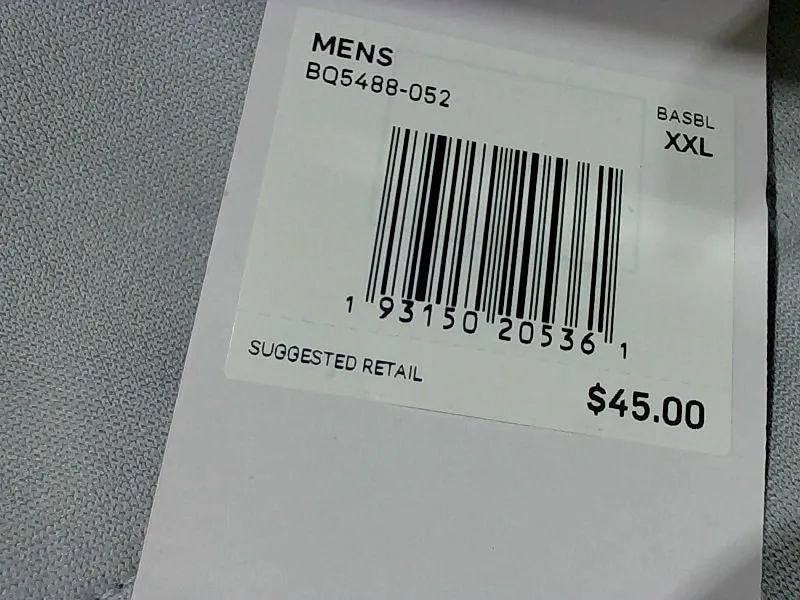 MENS
BQ5488-052
BASBL
XXL
1 93150 20536 1
SUGGESTED RETAIL
$45.00